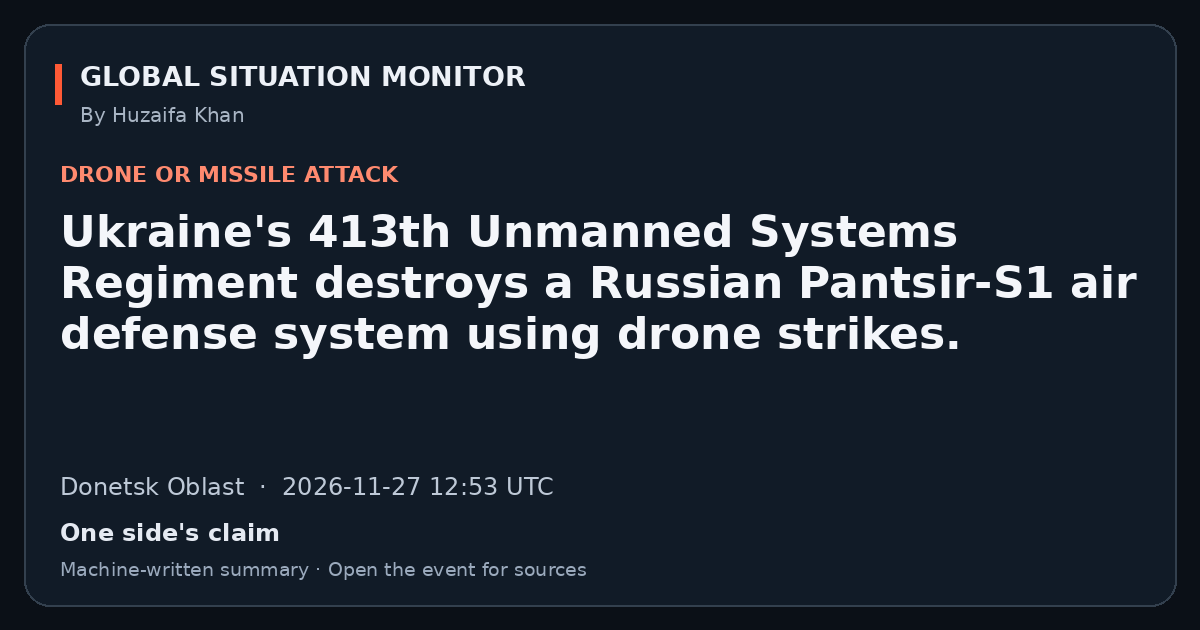 GLOBAL SITUATION MONITOR
By Huzaifa Khan
DRONE OR MISSILE ATTACK
Ukraine's 413th Unmanned Systems
Regiment destroys a Russian Pantsir-S1 air
defense system using drone strikes.
Donetsk Oblast · 2026-11-27 12:53 UTC
One side's claim
Machine-written summary · Open the event for sources